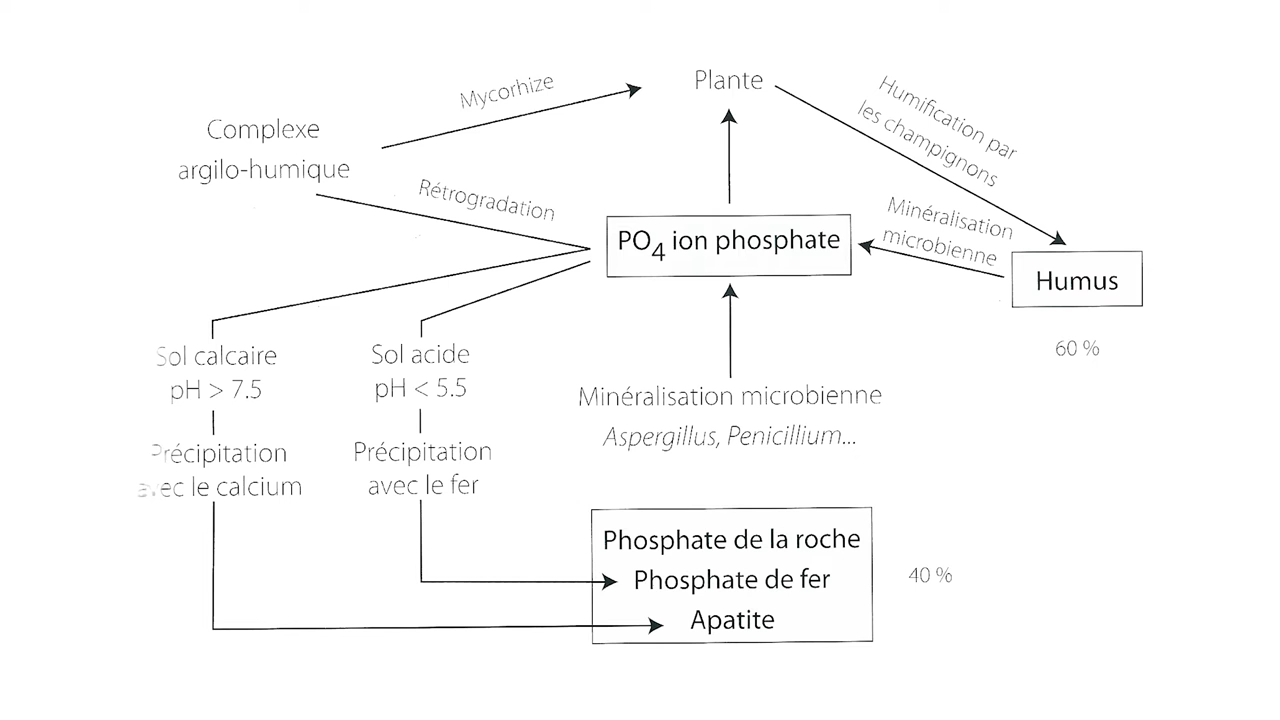 Plante
Mycorhize
Humification par
les champignons
Complexe
argilo-humique
Rétrogradation
Minéralisation
microbienne
PO4 ion phosphate
Humus
60 %
Sol calcaire
pH > 7.5
Sol acide
pH < 5.5
Minéralisation microbienne
Aspergillus, Penicillium...
Précipitation
avec le calcium
Précipitation
avec le fer
Phosphate de la roche
Phosphate de fer
Apatite
40 %